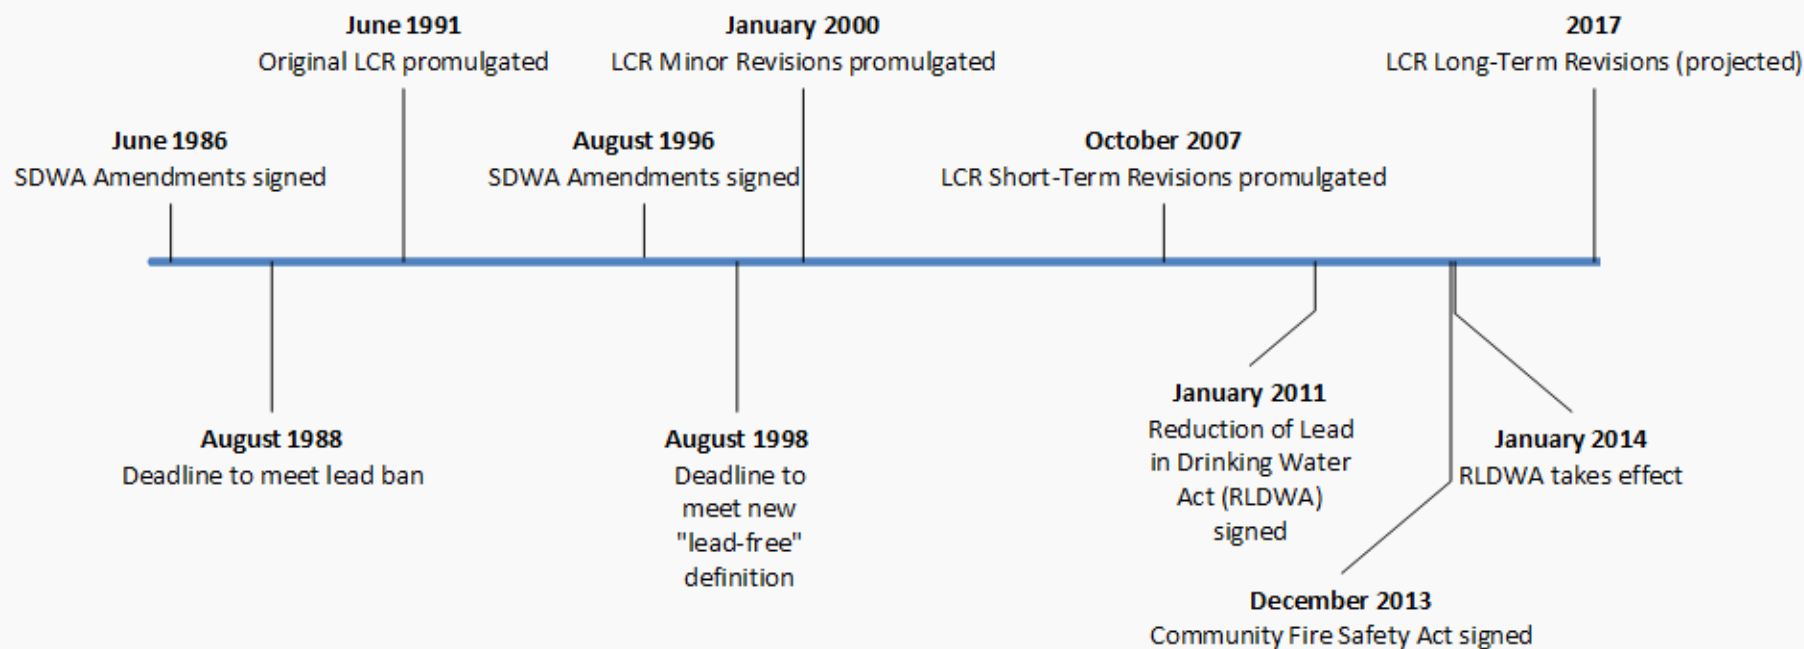 June 1991
Original LCR promulgated
January 2000
LCR Minor Revisions promulgated
2017
LCR Long-Term Revisions (projected)
June 1986
SDWA Amendments signed
August 1996
SDWA Amendments signed
October 2007
LCR Short-Term Revisions promulgated
August 1988
Deadline to meet lead ban
August 1998
Deadline to
meet new
"lead-free"
definition
January 2011
Reduction of Lead
in Drinking Water
Act (RLDWA)
signed
January 2014
RLDWA takes effect
December 2013
Community Fire Safety Act signed